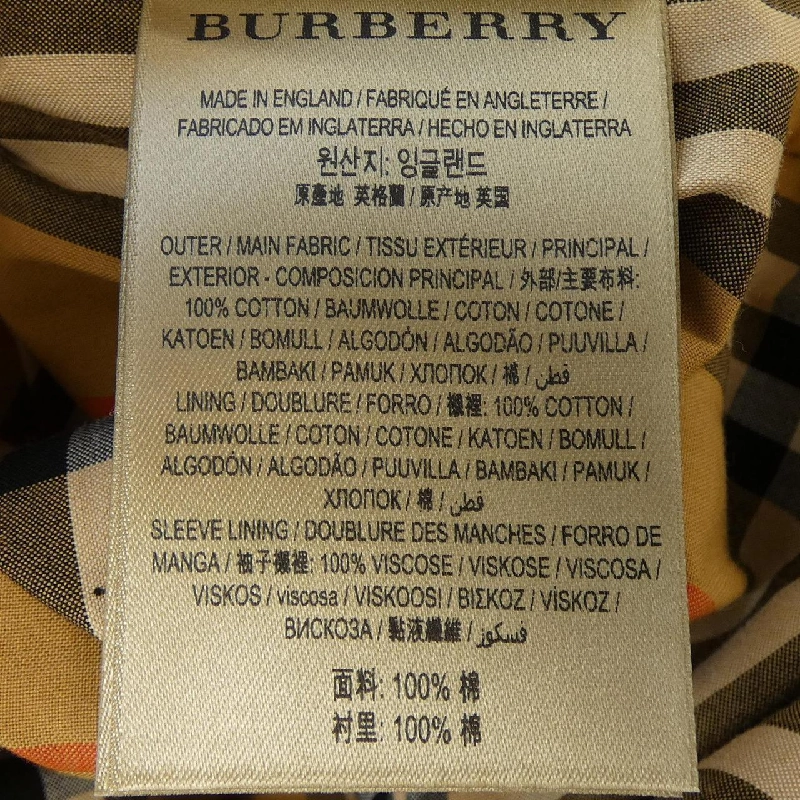 BURBERRY
MADE IN ENGLAND / FABRIQUÉ EN ANGLETERRE /
FABRICADO EM INGLATERRA / HECHO EN INGLATERRA
원산지: 잉글랜드
原產地 英格蘭 / 原产地 英国
OUTER / MAIN FABRIC / TISSU EXTÉRIEUR / PRINCIPAL /
EXTERIOR - COMPOSICION PRINCIPAL / 外部/主要布料:
100% COTTON / BAUMWOLLE / COTON / COTONE /
KATOEN / BOMULL / ALGODÓN / ALGODÃO / PUUVILLA /
BAMBAKI / PAMUK / ХЛОПОК / 棉 / قطن
LINING / DOUBLURE / FORRO / 襯裡: 100% COTTON /
BAUMWOLLE / COTON / COTONE / KATOEN / BOMULL /
ALGODÓN / ALGODÃO / PUUVILLA / BAMBAKI / PAMUK /
ХЛОПОК / 棉 / قطن
SLEEVE LINING / DOUBLURE DES MANCHES / FORRO DE
MANGA / 袖子襯裡: 100% VISCOSE / VISKOSE / VISCOSA /
VISKOS / viscosa / VISKOOSI / ΒΙΣΚΟΖ / VİSKOZ /
ВИСКОЗА / 黏液纖維 / فسكوز
面料: 100% 棉
衬里: 100% 棉